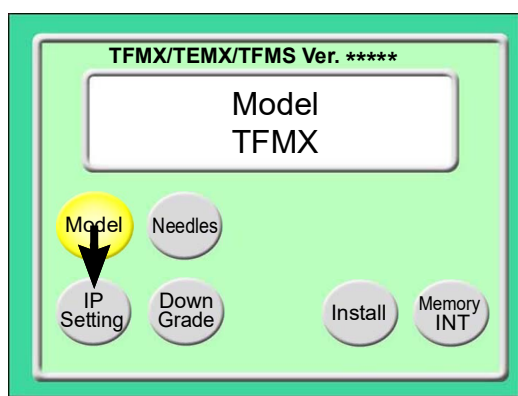 TFMX/TEMX/TFMS Ver. *****
Model
TFMX
Model
Needles
IP
Setting
Down
Grade
Install
Memory
INT